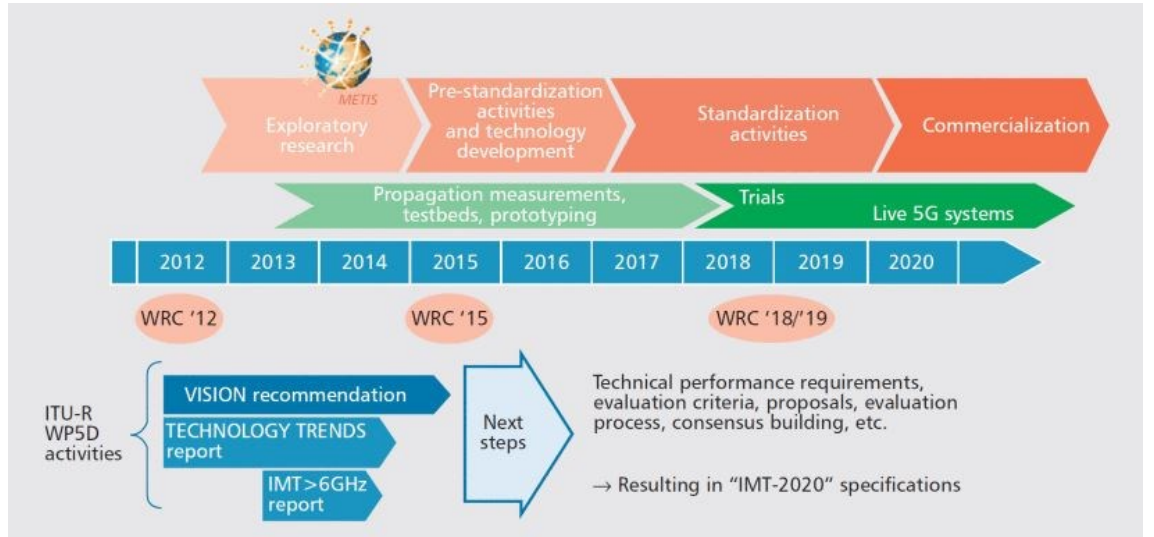 METIS
Exploratory
research
Pre-standardization
activities
and technology
development
Standardization
activities
Commercialization
Propagation measurements,
testbeds, prototyping
Trials
Live 5G systems
2012 2013 2014 2015 2016 2017 2018 2019 2020
WRC ‘12 WRC ‘15 WRC ‘18/’19
ITU-R
WP5D
activities
VISION recommendation
TECHNOLOGY TRENDS
report
IMT>6GHz
report
Next
steps
Technical performance requirements,
evaluation criteria, proposals, evaluation
process, consensus building, etc.
→ Resulting in “IMT-2020” specifications